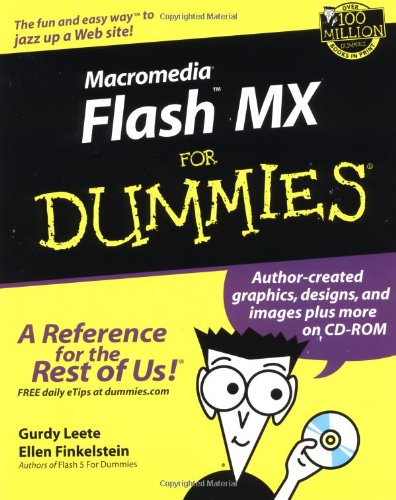 The fun and easy way™ to
jazz up a Web site!
OVER
100
MILLION
DUMMIES
BOOKS IN PRINT
Macromedia®
Flash™ MX
FOR
DUMMIES®
Author-created
graphics, designs, and
images plus more
on CD-ROM
A Reference
for the
Rest of Us!®
FREE daily eTips at dummies.com
Gurdy Leete
Ellen Finkelstein
Authors of Flash 5 For Dummies